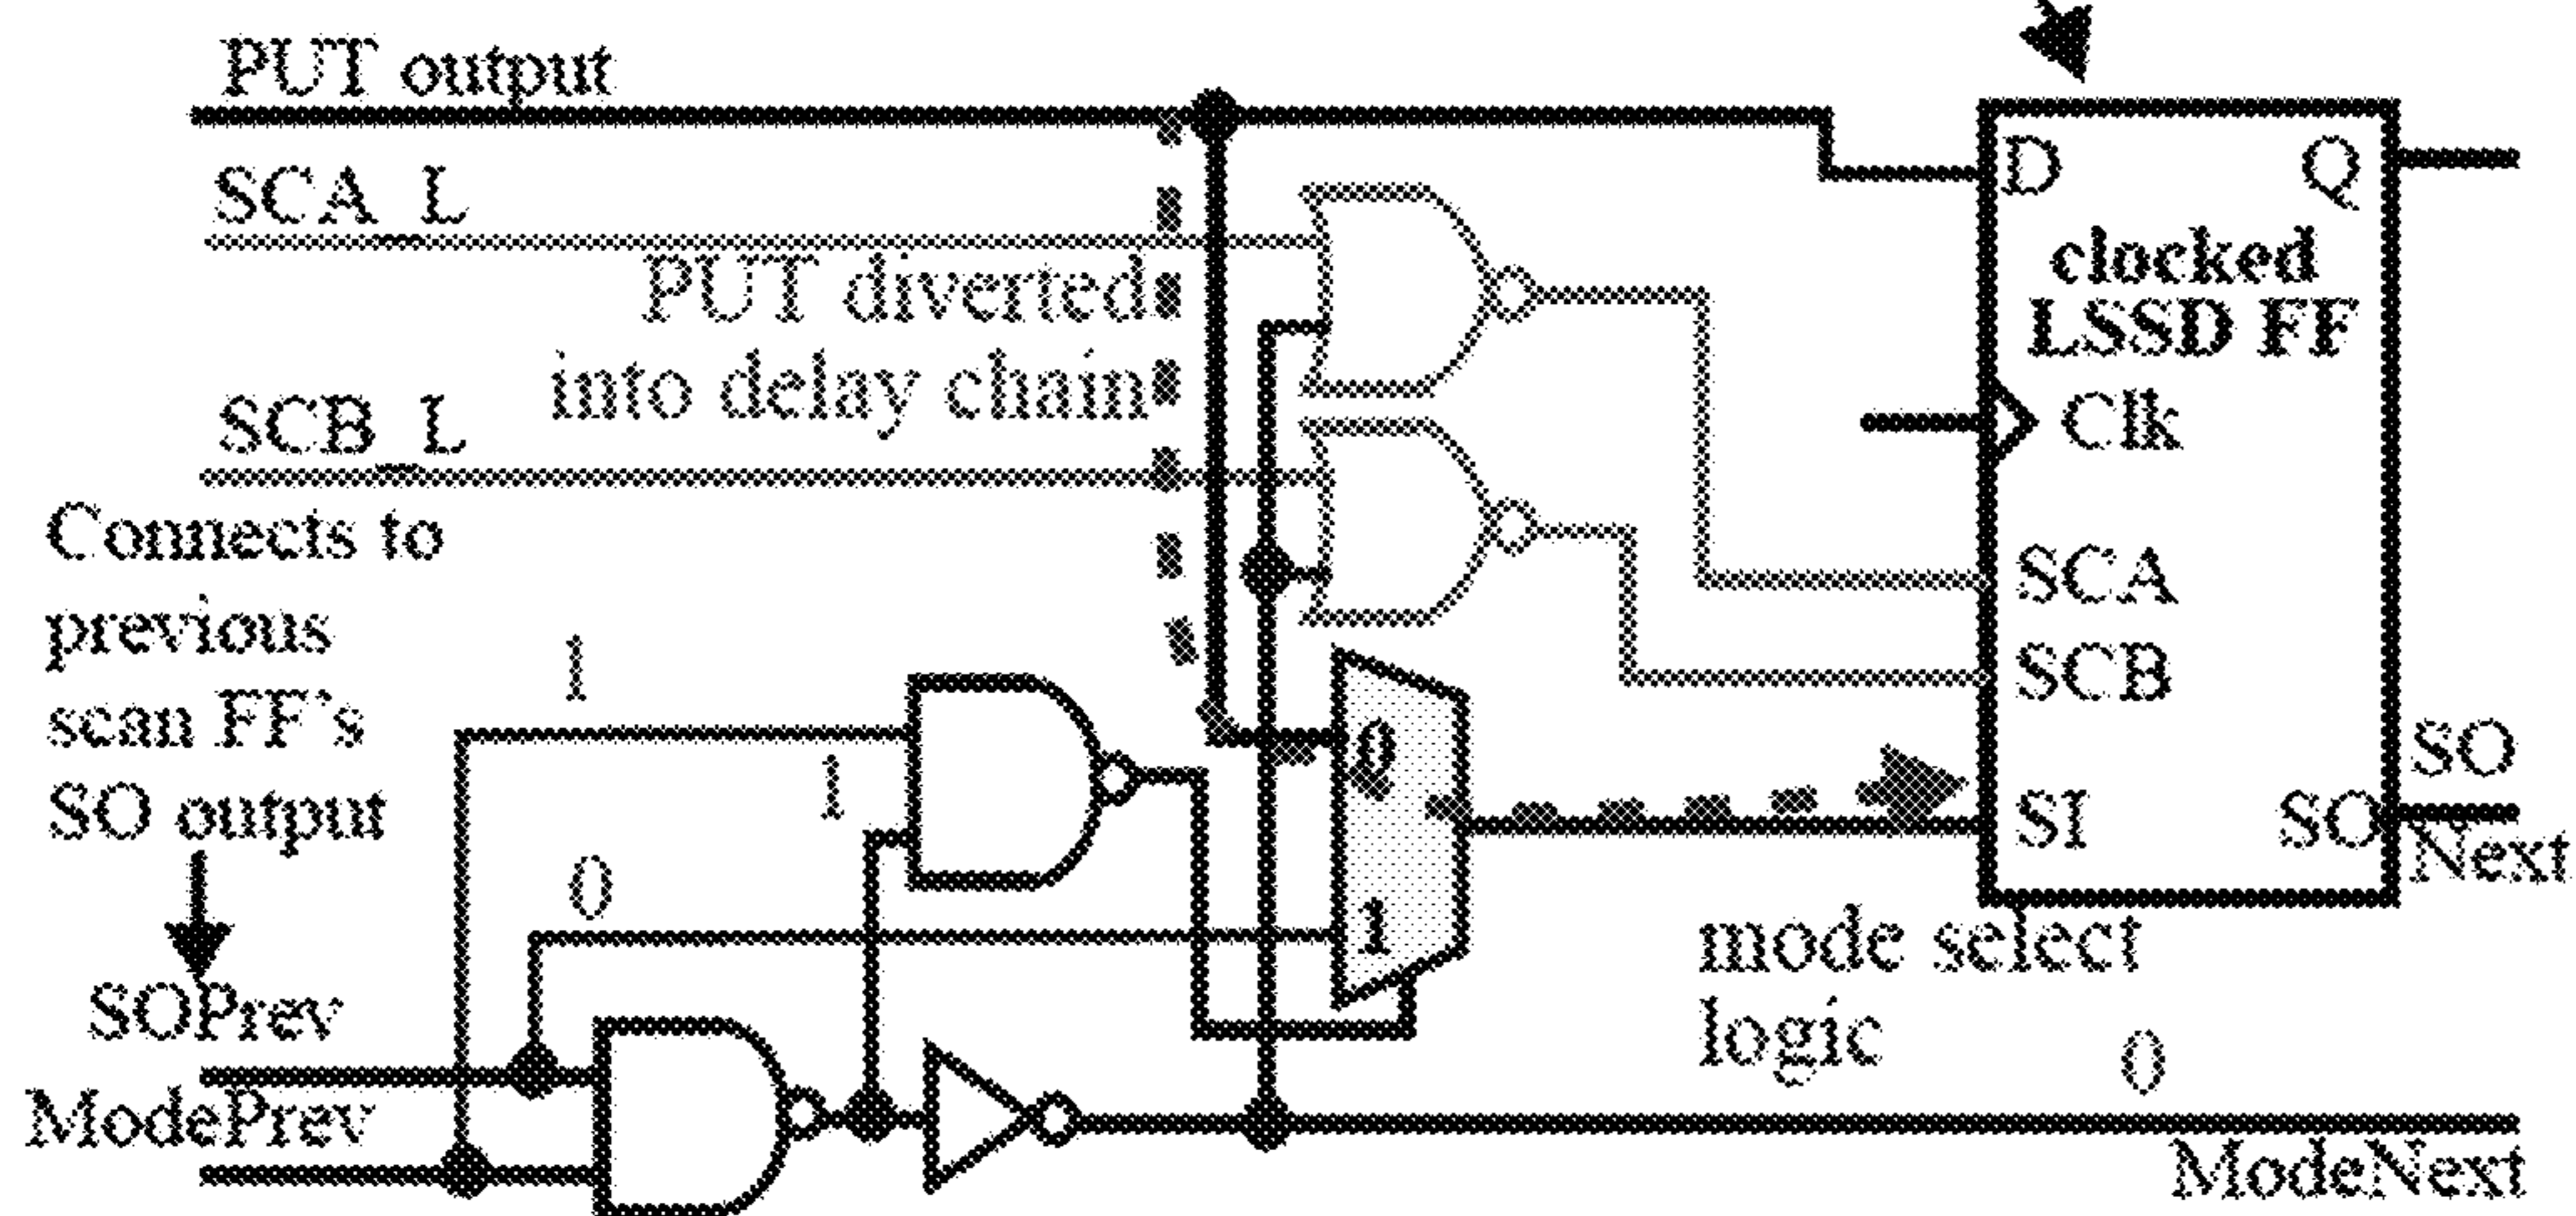 PUT output
SCA_L
PUT diverted
into delay chain
SCB_L
Connects to
previous
scan FF's
SO output
SOPrev
ModePrev
1
1
0
0
1
D
Q
clocked
LSSD FF
Clk
SCA
SCB
SI
SO
SO
Next
mode select
logic
0
ModeNext